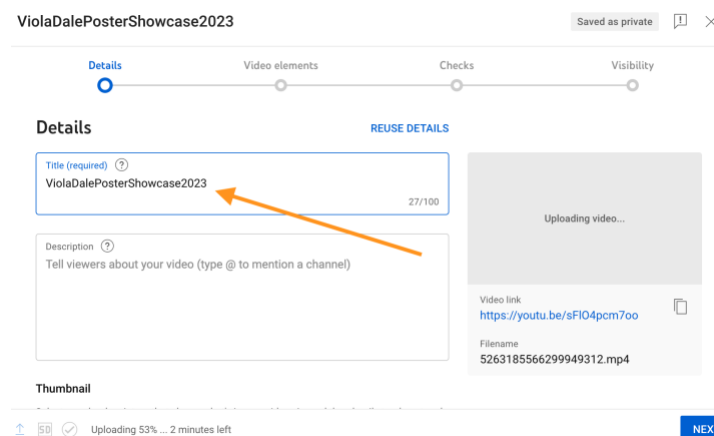 ViolaDalePosterShowcase2023
Saved as private
Details
Video elements
Checks
Visibility
Details
REUSE DETAILS
Title (required) ?
ViolaDalePosterShowcase2023
27/100
Description ?
Tell viewers about your video (type @ to mention a channel)
Uploading video...
Video link
https://youtu.be/sFlO4pcm7oo
Filename
5263185566299949312.mp4
Thumbnail
SD
Uploading 53% ... 2 minutes left
NEX